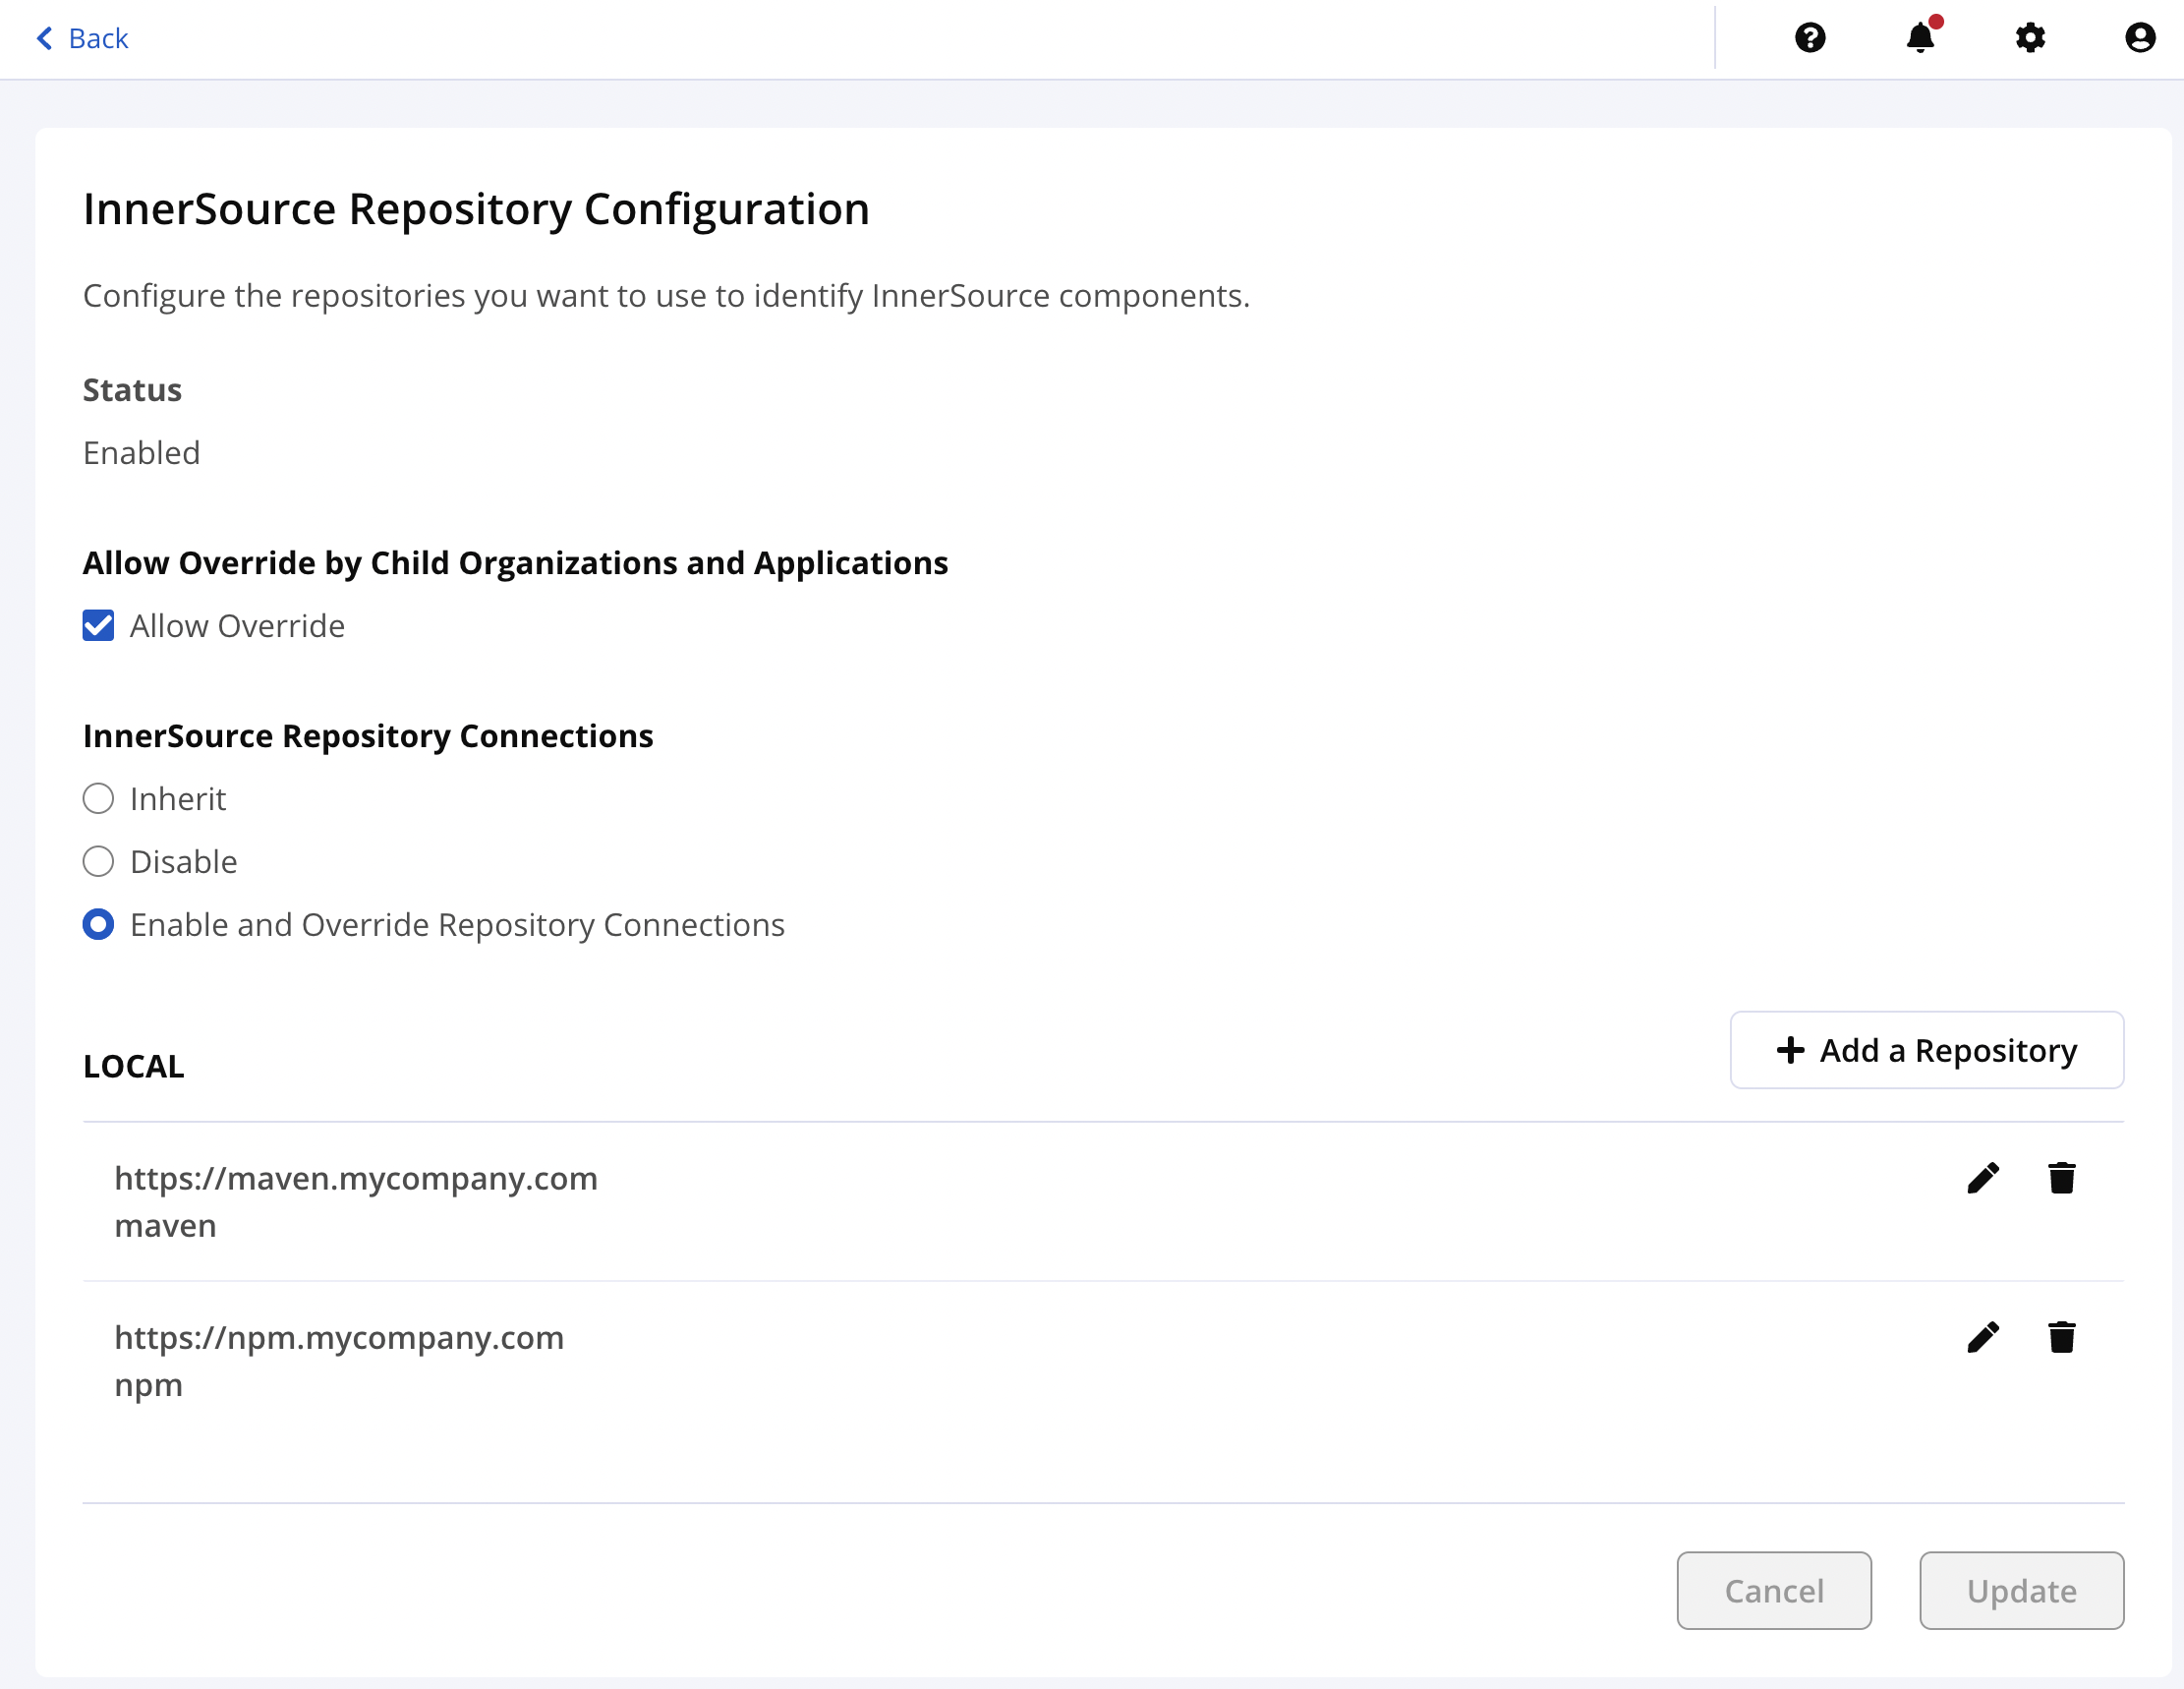 Back
InnerSource Repository Configuration
Configure the repositories you want to use to identify InnerSource components.
Status
Enabled
Allow Override by Child Organizations and Applications
Allow Override
InnerSource Repository Connections
Inherit
Disable
Enable and Override Repository Connections
LOCAL
Add a Repository
https://maven.mycompany.com
maven
https://npm.mycompany.com
npm
Cancel
Update